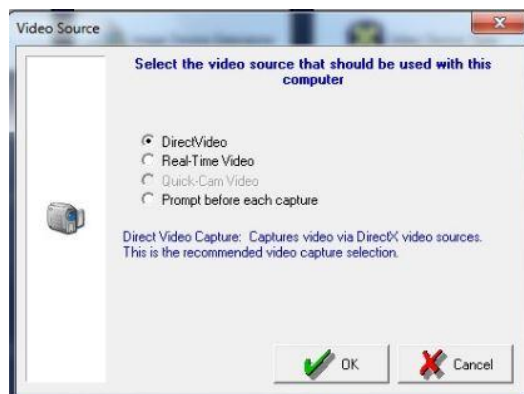 Video Source
Select the video source that should be used with this
computer
DirectVideo
Real-Time Video
Quick-Cam Video
Prompt before each capture
Direct Video Capture: Captures video via DirectX video sources.
This is the recommended video capture selection.
OK
Cancel